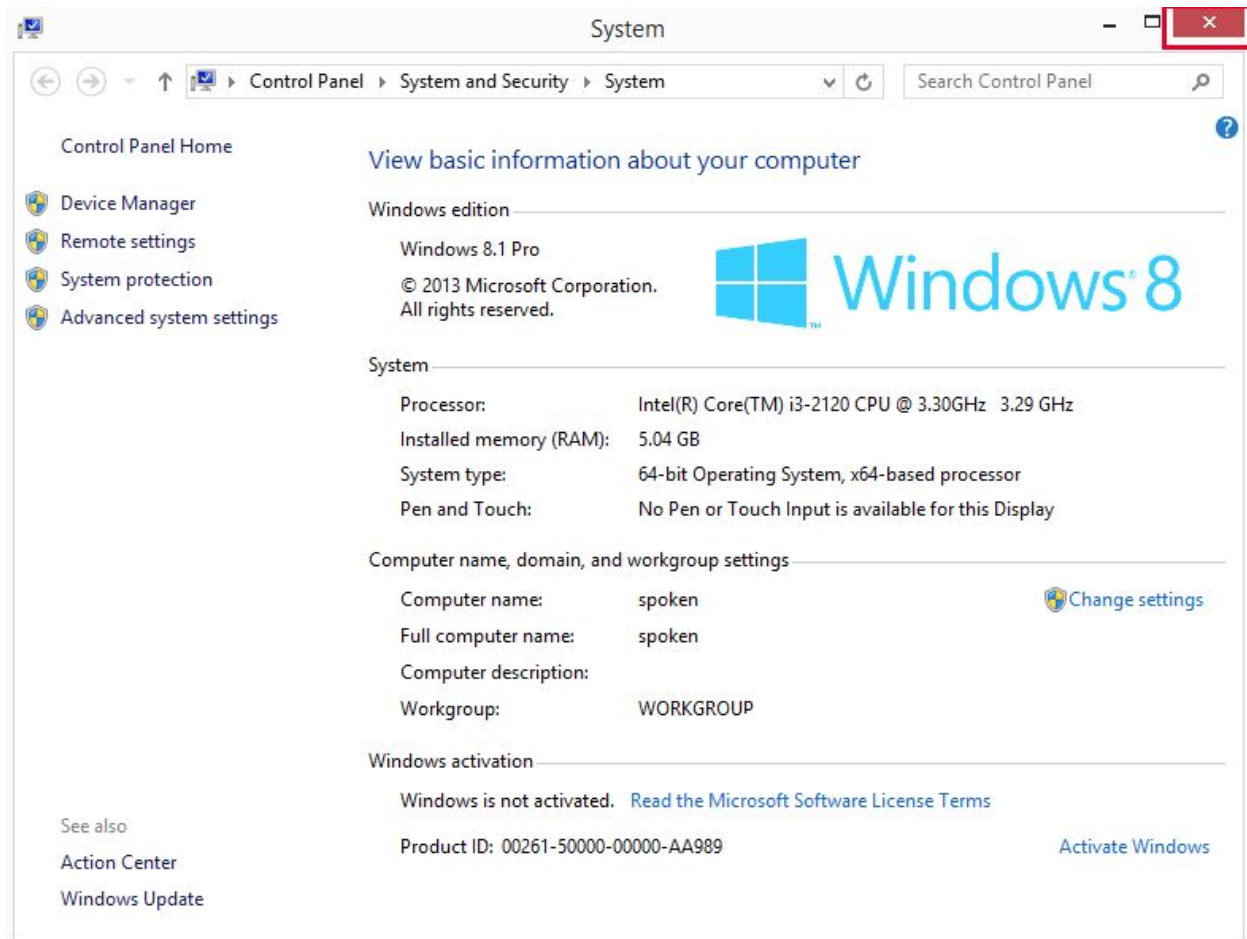 System
Control Panel System and Security System
Search Control Panel
Control Panel Home
Device Manager
Remote settings
System protection
Advanced system settings
See also
Action Center
Windows Update
View basic information about your computer
Windows edition
Windows 8.1 Pro
© 2013 Microsoft Corporation.
All rights reserved.
Windows® 8
TM
System
Processor: Intel(R) Core(TM) i3-2120 CPU @ 3.30GHz 3.29 GHz
Installed memory (RAM): 5.04 GB
System type: 64-bit Operating System, x64-based processor
Pen and Touch: No Pen or Touch Input is available for this Display
Computer name, domain, and workgroup settings
Computer name: spoken Change settings
Full computer name: spoken
Computer description:
Workgroup: WORKGROUP
Windows activation
Windows is not activated. Read the Microsoft Software License Terms
Product ID: 00261-50000-00000-AA989 Activate Windows